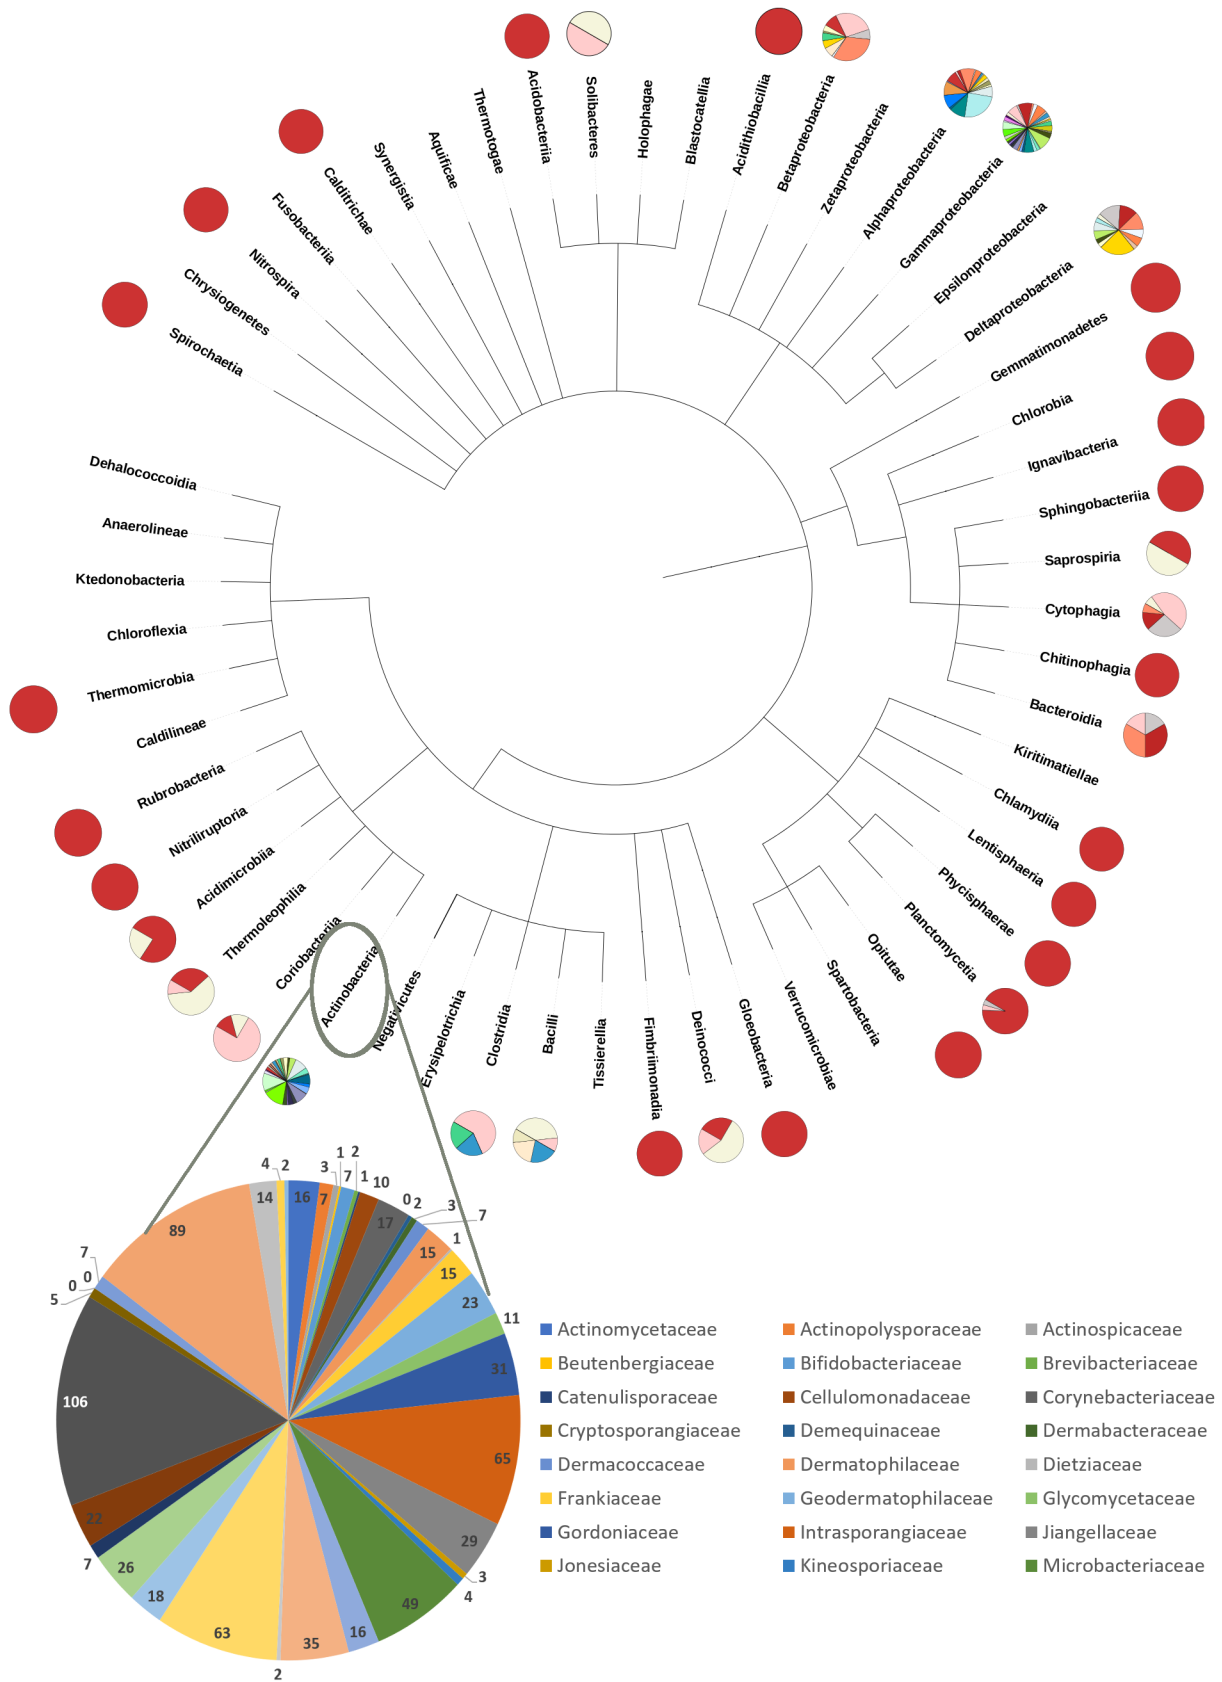 Acidobacteriia
Solibacteres
Holophagae
Blastocatellia
Acidithiobacillia
Betaproteobacteria
Zetaproteobacteria
Alphaproteobacteria
Gammaproteobacteria
Epsilonproteobacteria
Deltaproteobacteria
Gemmatimonadetes
Chlorobia
Ignavibacteria
Sphingobacteriia
Saprospiria
Cytophagia
Chitinophagia
Bacteroidia
Kiritimatiellae
Chlamydiia
Lentisphaeria
Phycisphaerae
Planctomycetia
Opitutae
Spartobacteria
Verrucomicrobiae
Gloeobacteria
Deinococci
Fimbriimonadia
Tissierellia
Bacilli
Clostridia
Erysipelotrichia
Negativicutes
Actinobacteria
Coriobacteriia
Thermoleophilia
Acidimicrobiia
Nitriliruptoria
Rubrobacteria
Caldilineae
Thermomicrobia
Chloroflexia
Ktedonobacteria
Anaerolineae
Dehalococcoidia
Spirochaetia
Chrysiogenetes
Nitrospira
Fusobacteriia
Calditrichae
Synergistia
Aquificae
Thermotogae
16
7
3
1
7
2
1
10
17
0
2
3
7
15
1
15
23
11
31
65
29
3
4
49
16
35
2
63
18
26
7
22
106
5
0
0
7
89
14
4
2
Actinomycetaceae Actinopolysporaceae Actinospicaceae
Beutenbergiaceae Bifidobacteriaceae Brevibacteriaceae
Catenulisporaceae Cellulomonadaceae Corynebacteriaceae
Cryptosporangiaceae Demequinaceae Dermabacteraceae
Dermacoccaceae Dermatophilaceae Dietziaceae
Frankiaceae Geodermatophilaceae Glycomycetaceae
Gordoniaceae Intrasporangiaceae Jiangellaceae
Jonesiaceae Kineosporiaceae Microbacteriaceae